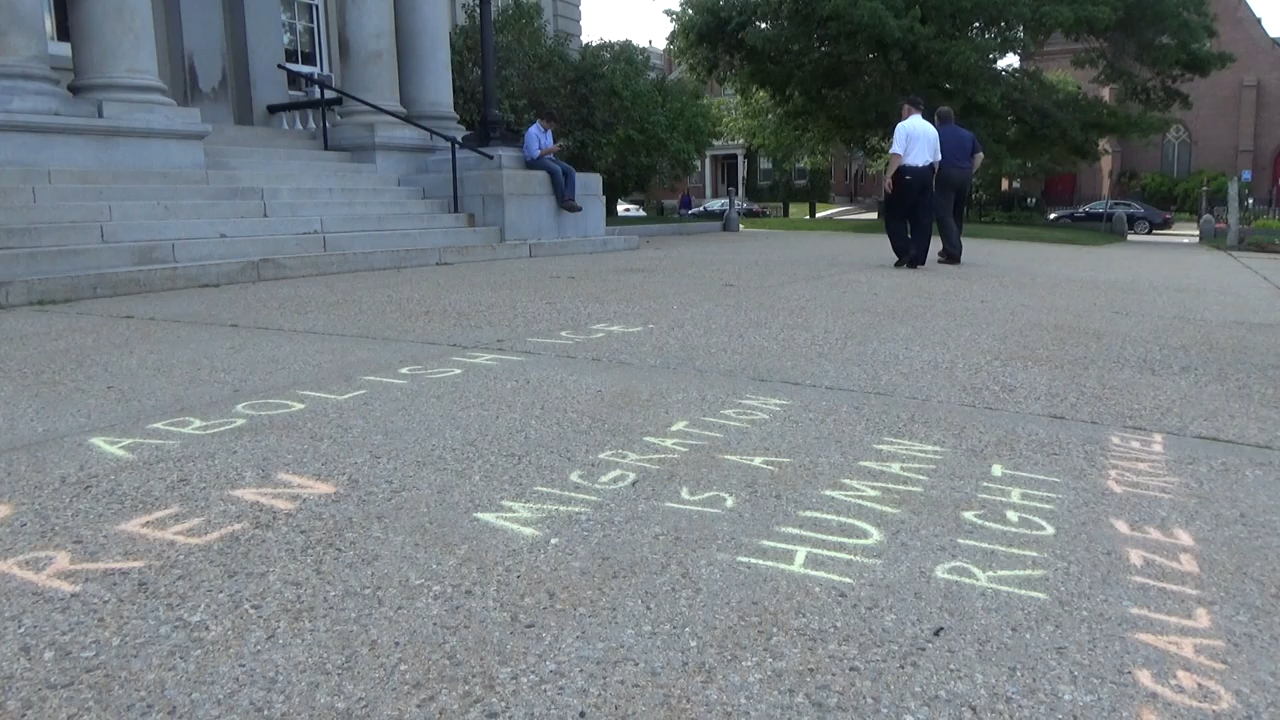 ABOLISH ICE.
REN
MIGRATION
IS A
HUMAN
RIGHT
GALIZE TRAVEL